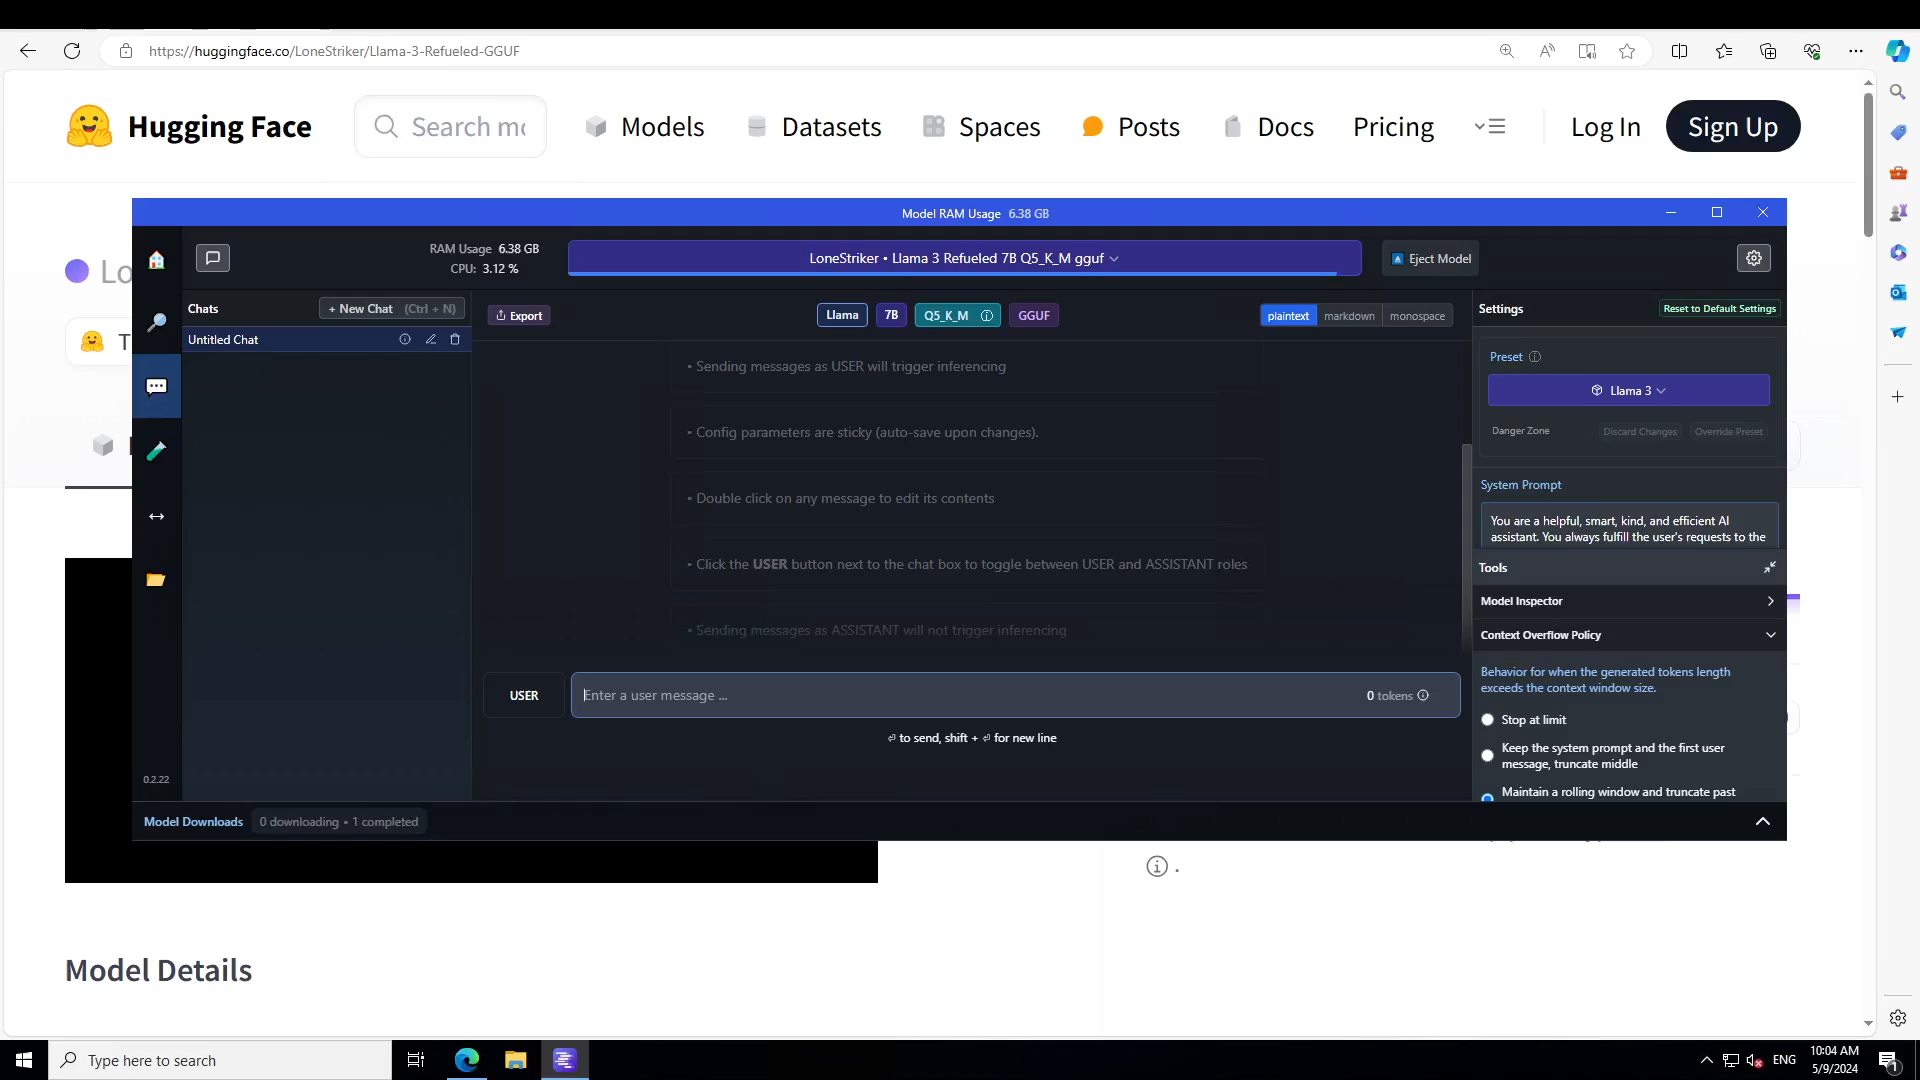 https://huggingface.co/LoneStriker/Llama-3-Refueled-GGUF
Hugging Face
Models
Datasets
Spaces
Posts
Docs
Pricing
Log In
Sign Up
Model RAM Usage 6.38 GB
RAM Usage 6.38 GB
CPU: 3.12 %
LoneStriker • Llama 3 Refueled 7B Q5_K_M gguf
Eject Model
Chats
+ New Chat (Ctrl + N)
Untitled Chat
Export
Llama
7B
Q5_K_M
GGUF
plaintext
markdown
monospace
• Sending messages as USER will trigger inferencing
• Config parameters are sticky (auto-save upon changes).
• Double click on any message to edit its contents
• Click the USER button next to the chat box to toggle between USER and ASSISTANT roles
• Sending messages as ASSISTANT will not trigger inferencing
USER
Enter a user message ...
0 tokens
⏎ to send, shift + ⏎ for new line
Settings
Reset to Default Settings
Preset
Llama 3
Danger Zone
Discard Changes
Override Preset
System Prompt
You are a helpful, smart, kind, and efficient AI
assistant. You always fulfill the user's requests to the
Tools
Model Inspector
Context Overflow Policy
Behavior for when the generated tokens length
exceeds the context window size.
Stop at limit
Keep the system prompt and the first user
message, truncate middle
Maintain a rolling window and truncate past
0.2.22
Model Downloads
0 downloading • 1 completed
Model Details
Type here to search
ENG
10:04 AM
5/9/2024
1